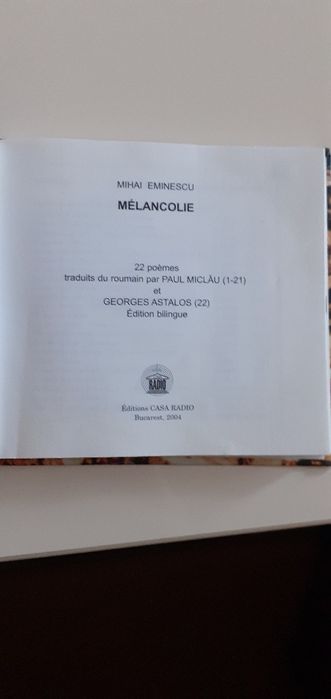 MIHAI EMINESCU
MÉLANCOLIE
22 poèmes
traduits du roumain par PAUL MICLĂU (1-21)
et
GEORGES ASTALOS (22)
Édition bilingue
RADIO
Éditions CASA RADIO
Bucarest, 2004